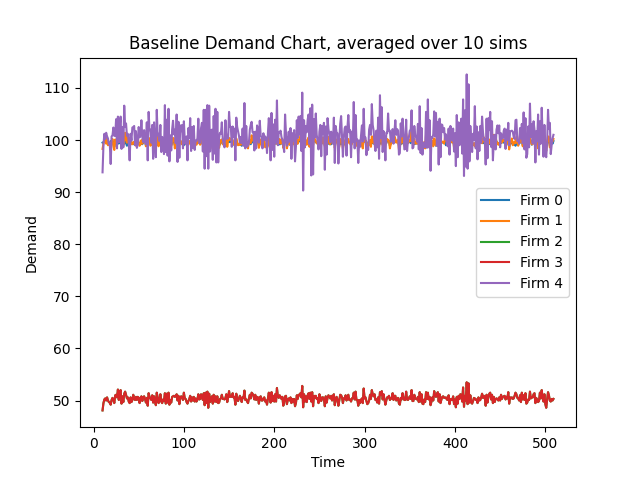 Baseline Demand Chart, averaged over 10 sims
110
100
90
80
70
60
50
Demand
Firm 0
Firm 1
Firm 2
Firm 3
Firm 4
0 100 200 300 400 500
Time